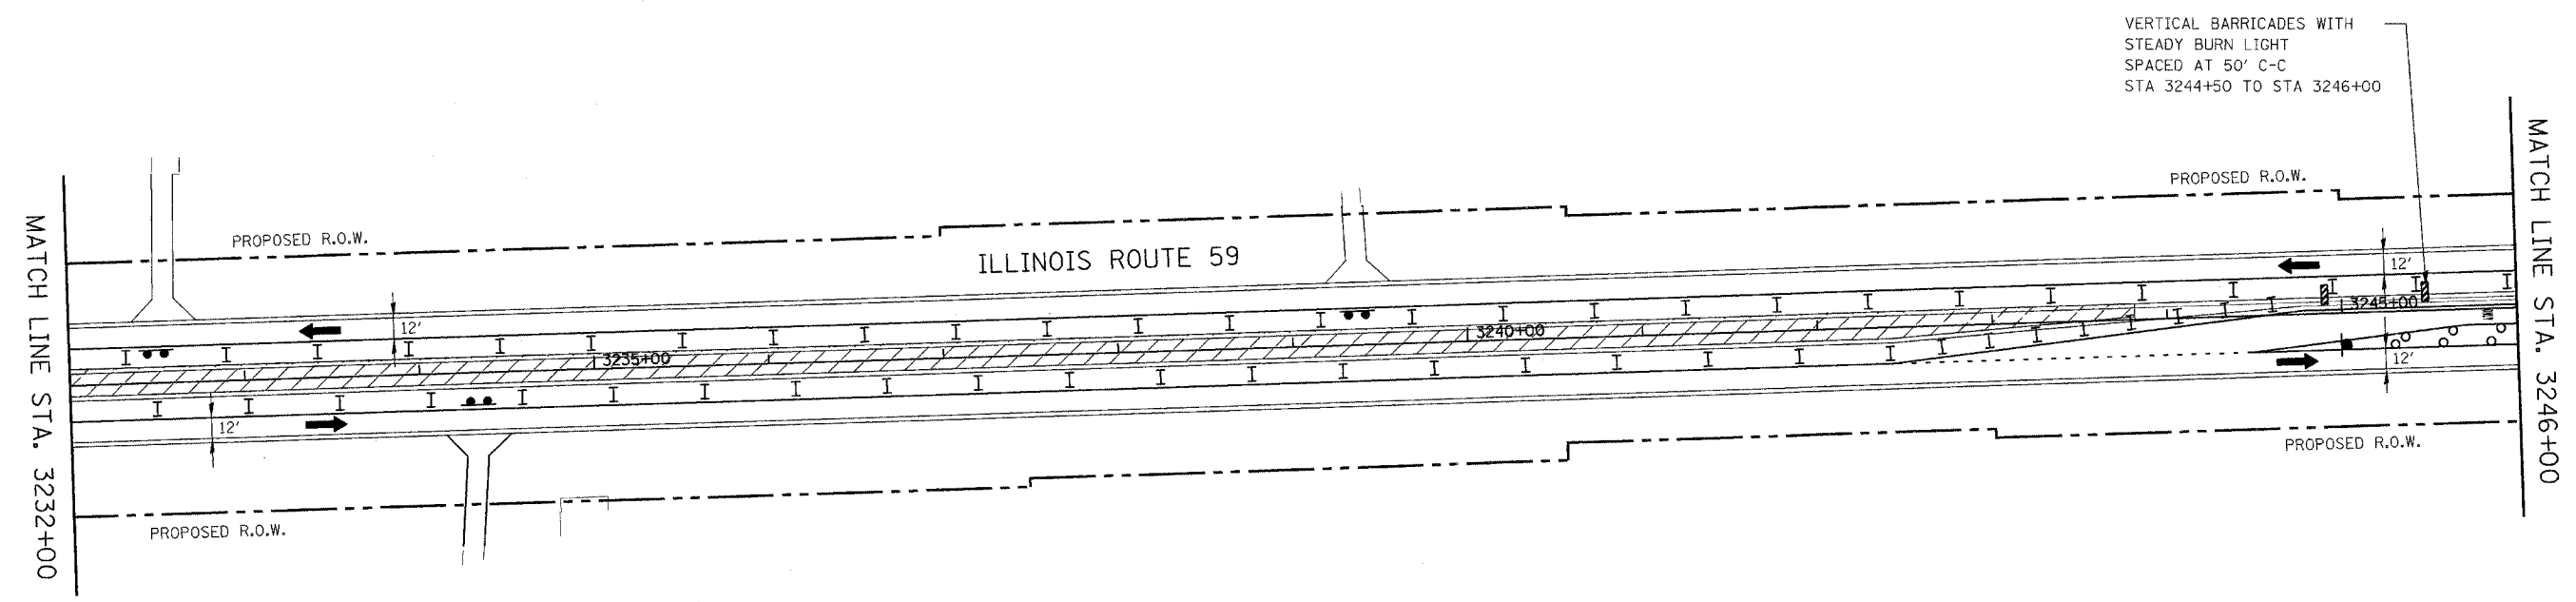 VERTICAL BARRICADES WITH
STEADY BURN LIGHT
SPACED AT 50' C-C
STA 3244+50 TO STA 3246+00
MATCH LINE STA. 3232+00
MATCH LINE STA. 3246+00
PROPOSED R.O.W.
PROPOSED R.O.W.
ILLINOIS ROUTE 59
12'
12'
3245+00
3240+00
3235+00
12'
12'
PROPOSED R.O.W.
PROPOSED R.O.W.